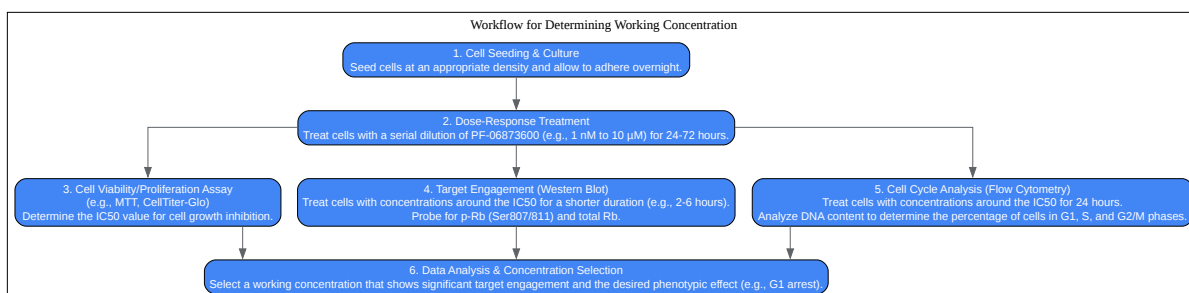 Workflow for Determining Working Concentration
1. Cell Seeding & Culture
Seed cells at an appropriate density and allow to adhere overnight.
2. Dose-Response Treatment
Treat cells with a serial dilution of PF-06873600 (e.g., 1 nM to 10 μM) for 24-72 hours.
3. Cell Viability/Proliferation Assay
(e.g., MTT, CellTiter-Glo)
Determine the IC50 value for cell growth inhibition.
4. Target Engagement (Western Blot)
Treat cells with concentrations around the IC50 for a shorter duration (e.g., 2-6 hours).
Probe for p-Rb (Ser807/811) and total Rb.
5. Cell Cycle Analysis (Flow Cytometry)
Treat cells with concentrations around the IC50 for 24 hours.
Analyze DNA content to determine the percentage of cells in G1, S, and G2/M phases.
6. Data Analysis & Concentration Selection
Select a working concentration that shows significant target engagement and the desired phenotypic effect (e.g., G1 arrest).